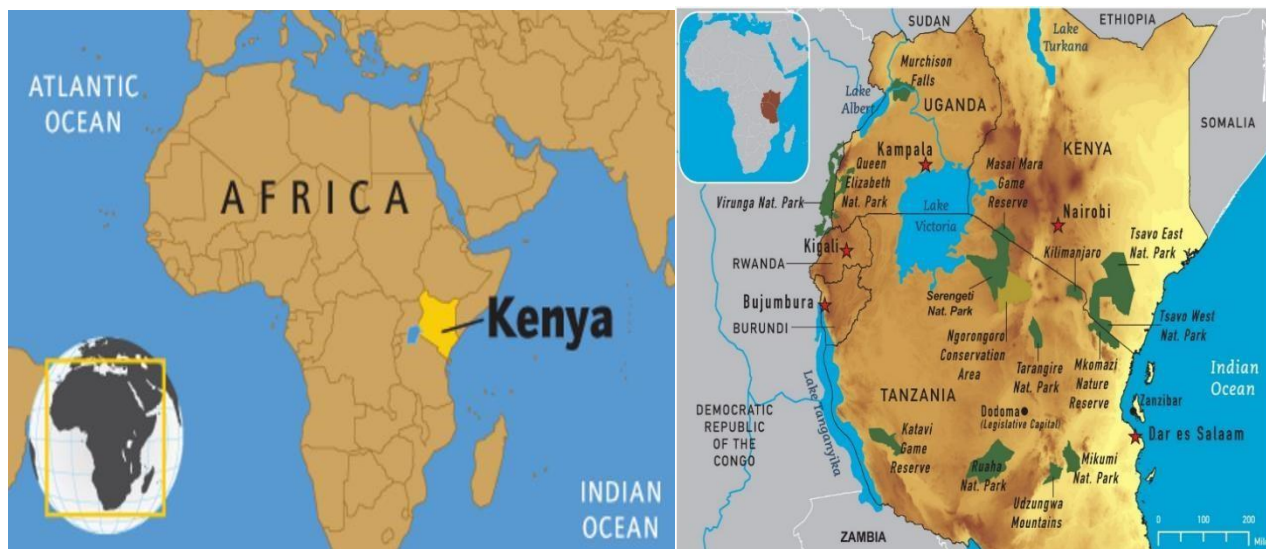 ATLANTIC
OCEAN
AFRICA
Kenya
INDIAN
OCEAN
SUDAN
ETHIOPIA
Lake
Turkana
Murchison
Falls
Lake
Albert
UGANDA
SOMALIA
KENYA
Kampala
Queen
Elizabeth
Nat. Park
Masai Mara
Game
Reserve
Virunga Nat. Park
Lake
Victoria
Nairobi
Kigali
Kilimanjaro
Tsavo East
Nat. Park
RWANDA
Bujumbura
Serengeti
Nat. Park
BURUNDI
Tsavo West
Nat. Park
Ngorongoro
Conservation
Area
Tarangire
Nat. Park
Mkomazi
Nature
Reserve
Indian
Ocean
Lake Tanganyika
TANZANIA
Zanzibar
DEMOCRATIC
REPUBLIC
OF THE
CONGO
Dodoma
(Legislative Capital)
Dar es Salaam
Katavi
Game
Reserve
Ruaha
Nat. Park
Mikumi
Nat. Park
Udzungwa
Mountains
ZAMBIA
0 100 200